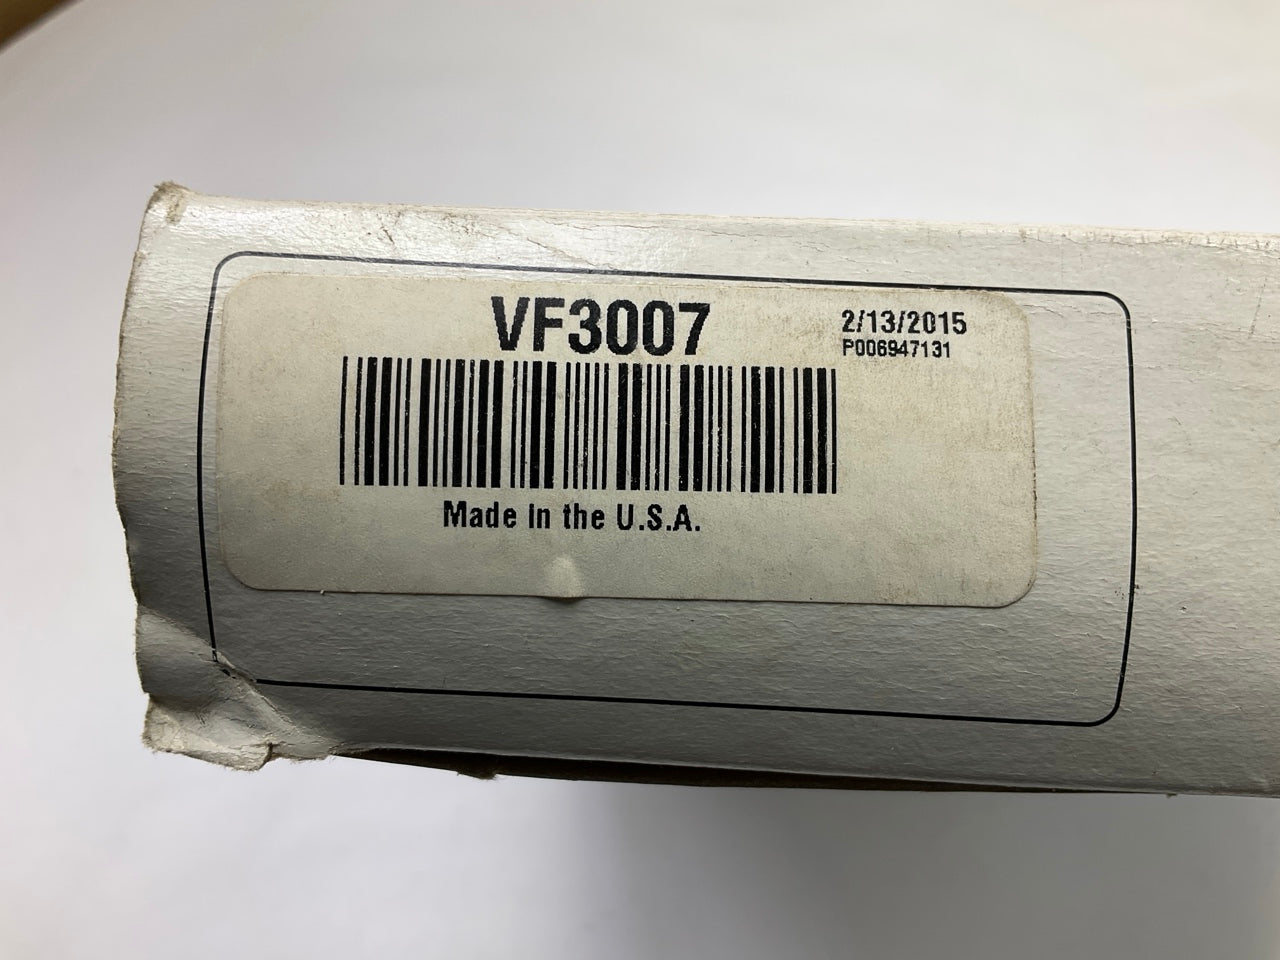 VF3007
2/13/2015
P006947131
Made in the U.S.A.